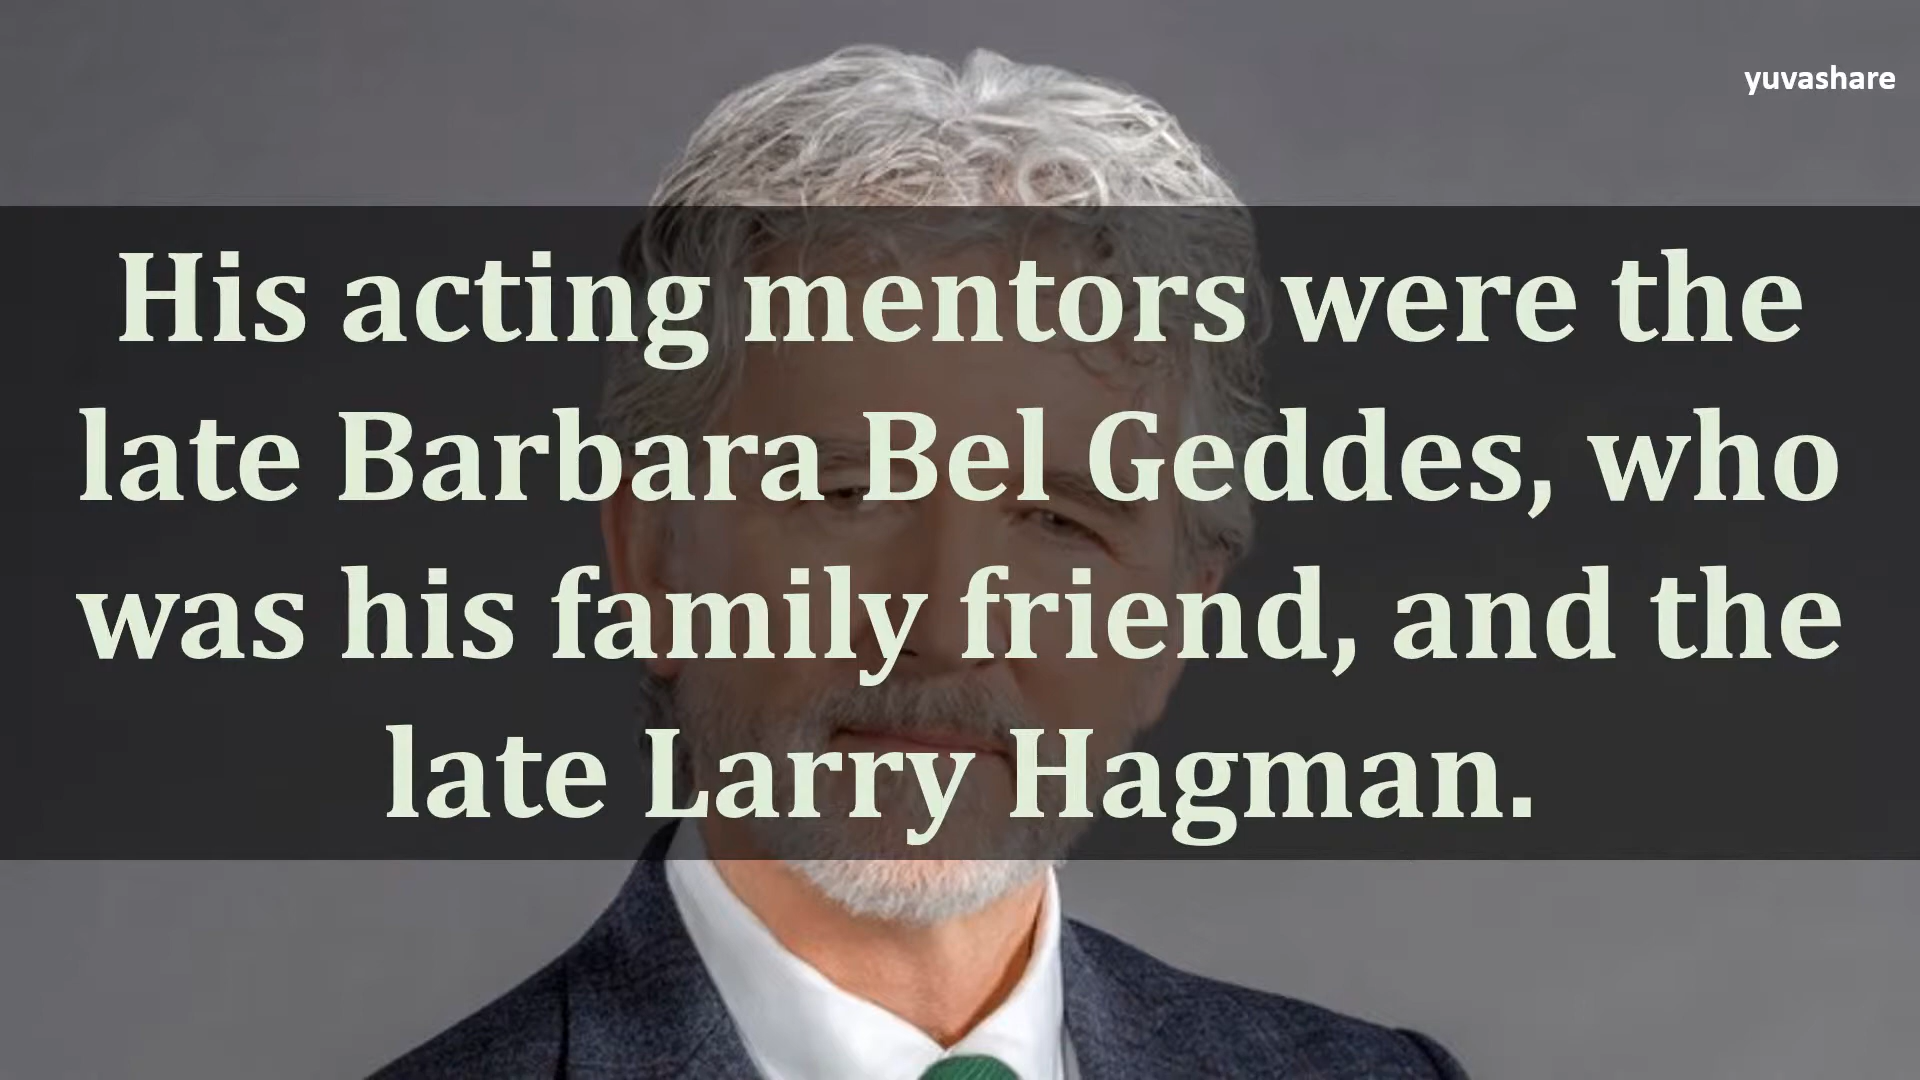 yuvashare
His acting mentors were the
late Barbara Bel Geddes, who
was his family friend, and the
late Larry Hagman.